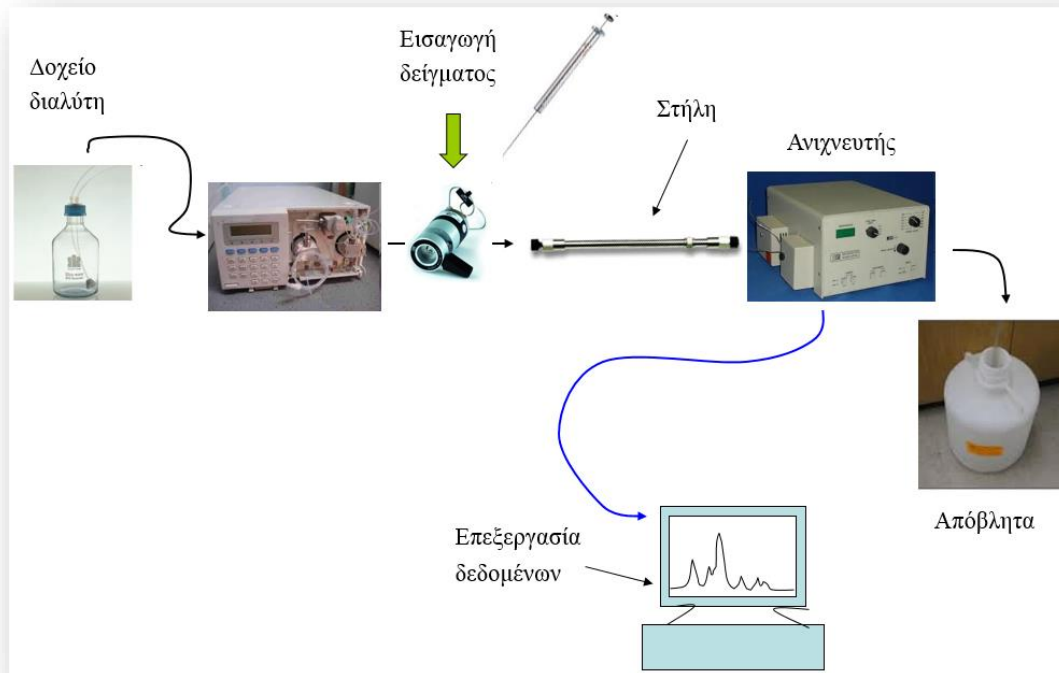 Δοχείο
διαλύτη
Εισαγωγή
δείγματος
Στήλη
Ανιχνευτής
Απόβλητα
Επεξεργασία
δεδομένων